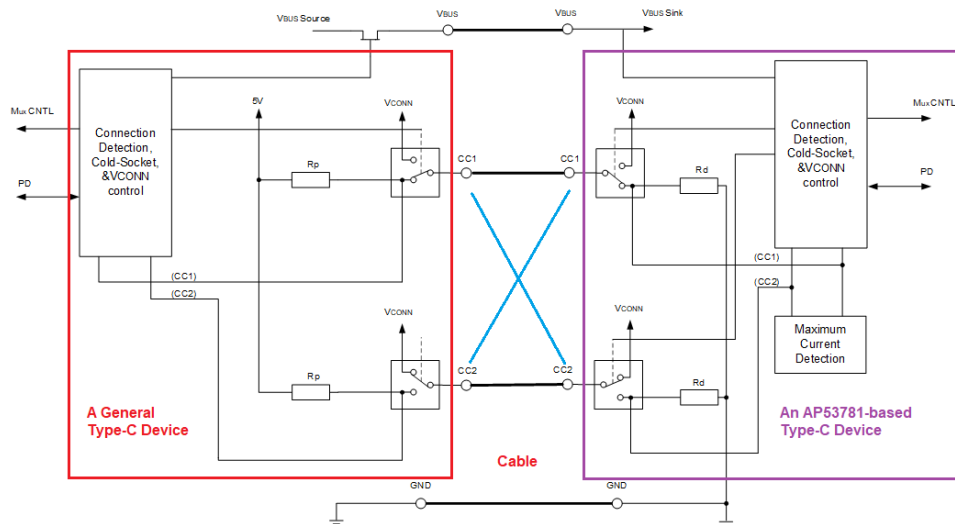 VBUS Source
VBUS
VBUS
VBUS Sink
Mux CNTL
PD
Connection
Detection,
Cold-Socket,
&VCONN
control
5V
VCONN
Rp
CC1
CC1
VCONN
Rd
Connection
Detection,
Cold-Socket,
&VCONN
control
MuxCNTL
PD
(CC1)
(CC2)
(CC1)
(CC2)
VCONN
Rp
CC2
CC2
VCONN
Rd
Maximum
Current
Detection
A General
Type-C Device
Cable
An AP53781-based
Type-C Device
GND
GND